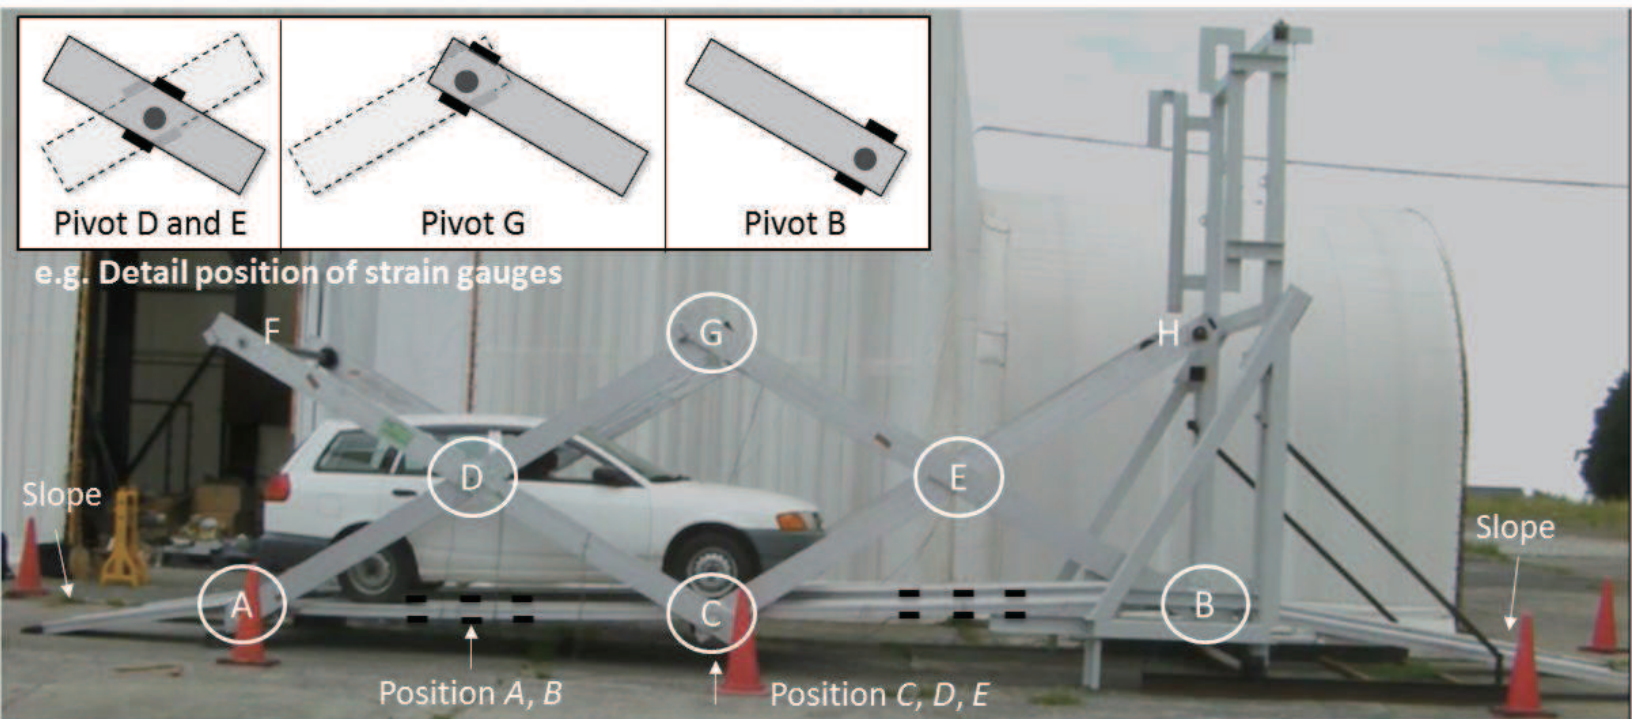 Pivot D and E
Pivot G
Pivot B
e.g. Detail position of strain gauges
F
G
H
D
E
Slope
Slope
A
C
B
Position A, B
Position C, D, E